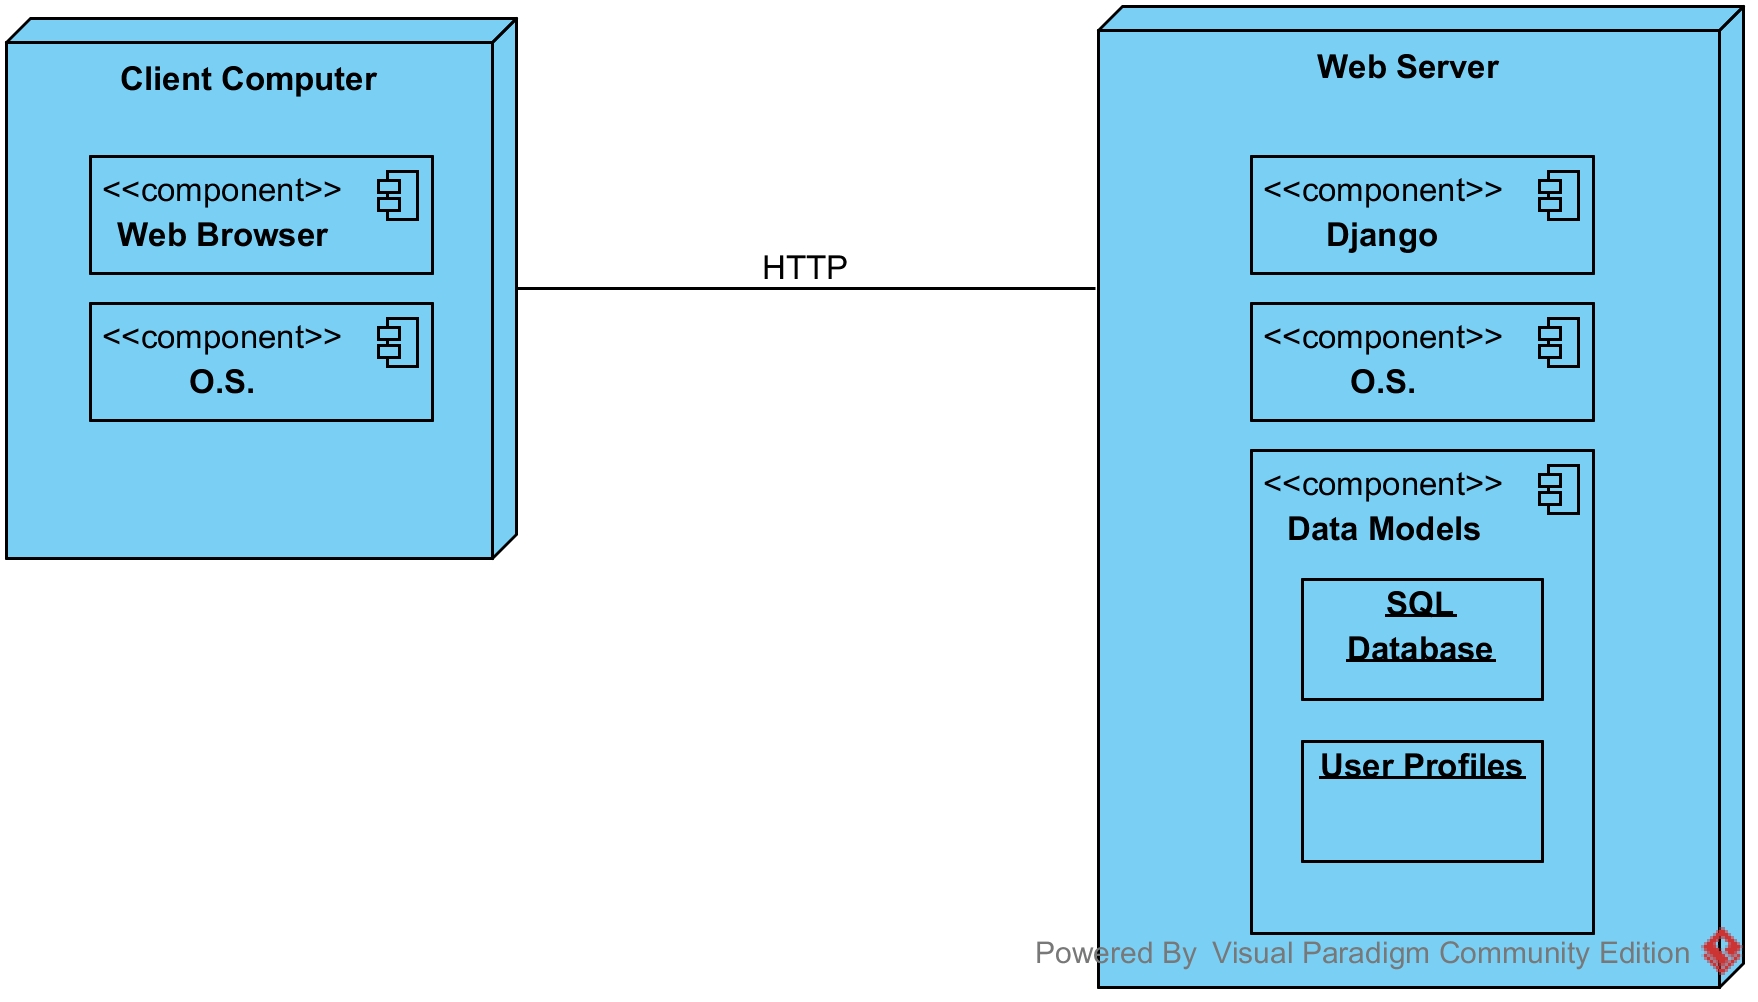 Client Computer
<<component>>
Web Browser
<<component>>
O.S.
HTTP
Web Server
<<component>>
Django
<<component>>
O.S.
<<component>>
Data Models
SQL
Database
User Profiles
Powered By Visual Paradigm Community Edition